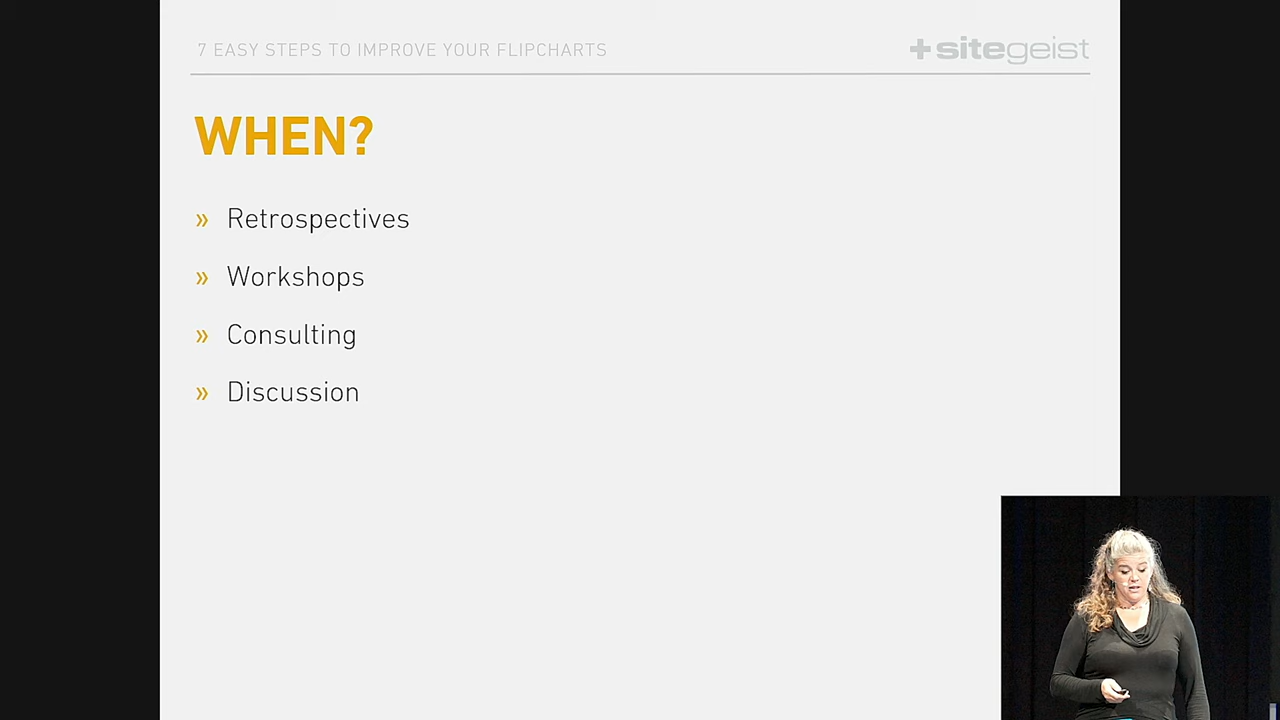 7 EASY STEPS TO IMPROVE YOUR FLIPCHARTS
+sitegeist
WHEN?
» Retrospectives
» Workshops
» Consulting
» Discussion